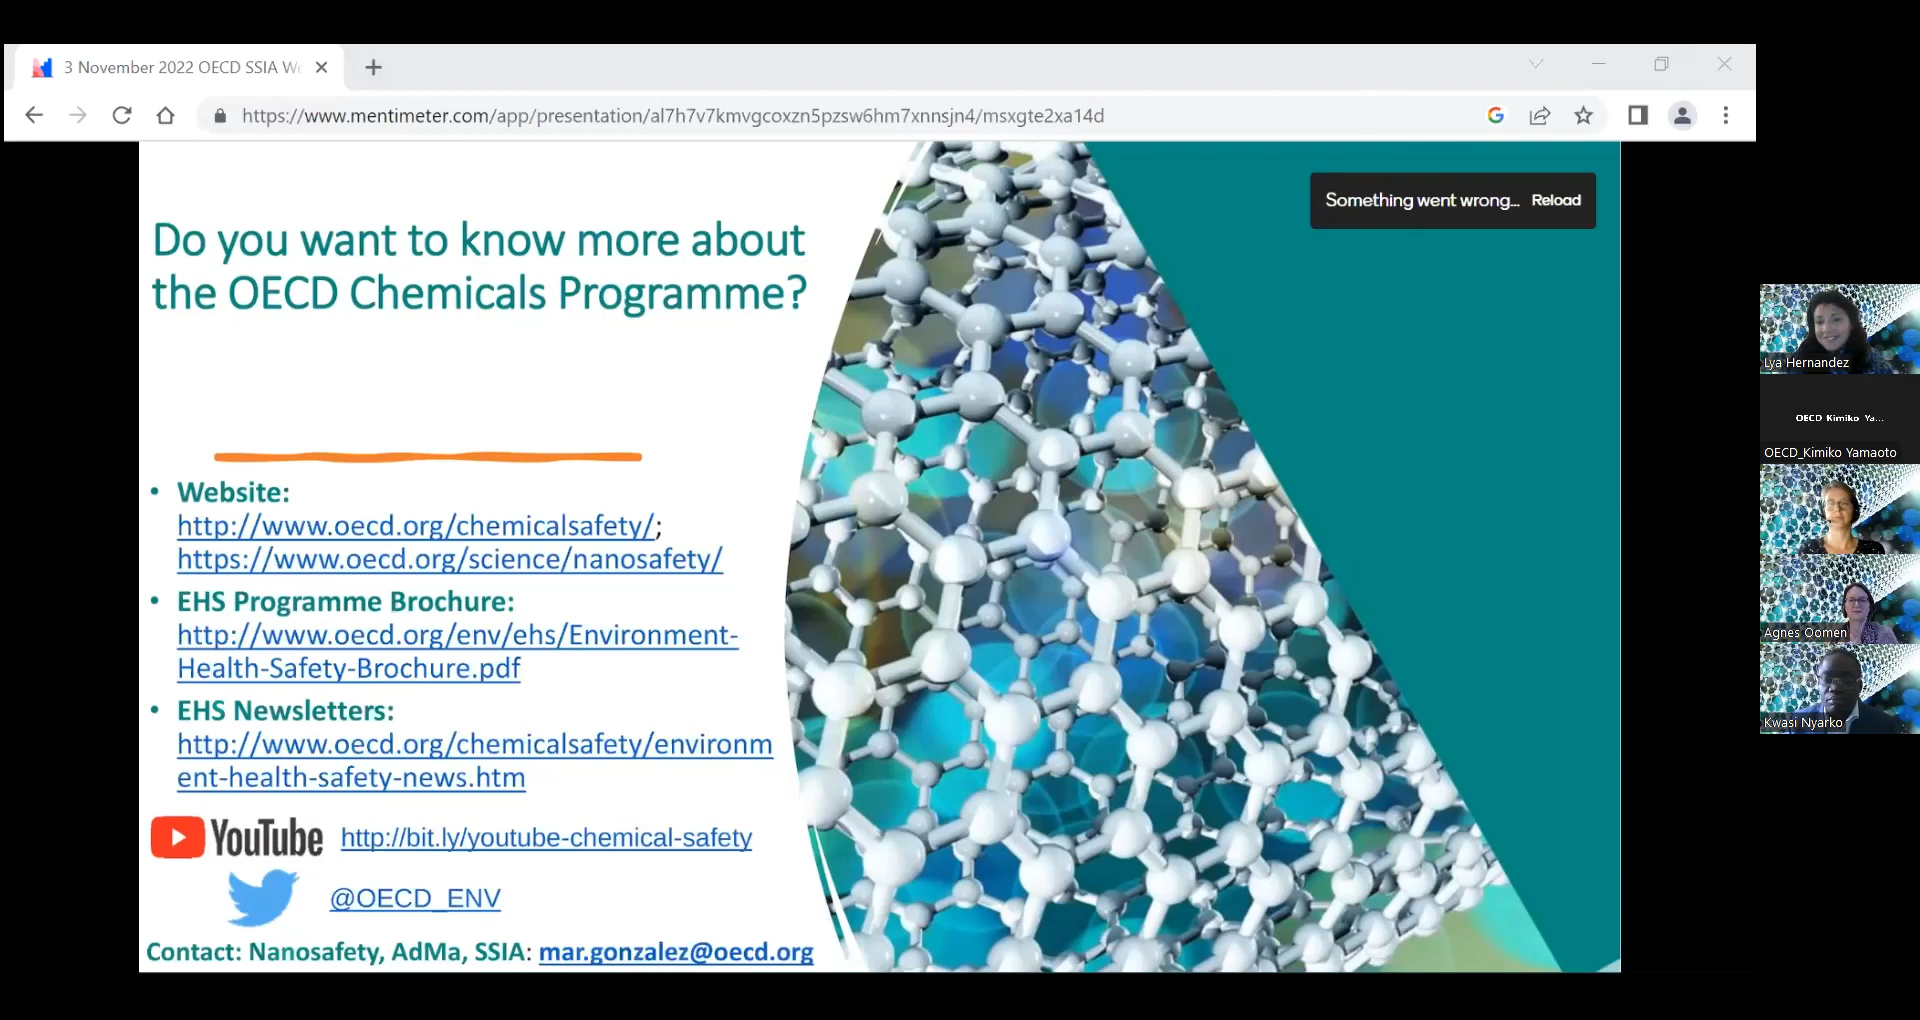 3 November 2022 OECD SSIA We
https://www.mentimeter.com/app/presentation/al7h7v7kmvgcoxzn5pzsw6hm7xnnsjn4/msxgte2xa14d
Something went wrong... Reload
Do you want to know more about
the OECD Chemicals Programme?
• Website:
http://www.oecd.org/chemicalsafety/;
https://www.oecd.org/science/nanosafety/
• EHS Programme Brochure:
http://www.oecd.org/env/ehs/Environment-
Health-Safety-Brochure.pdf
• EHS Newsletters:
http://www.oecd.org/chemicalsafety/environm
ent-health-safety-news.htm
YouTube http://bit.ly/youtube-chemical-safety
@OECD_ENV
Contact: Nanosafety, AdMa, SSIA: mar.gonzalez@oecd.org
Lya Hernandez
OECD_Kimiko Ya...
OECD_Kimiko Yamaoto
Agnes Oomen
Kwasi Nyarko